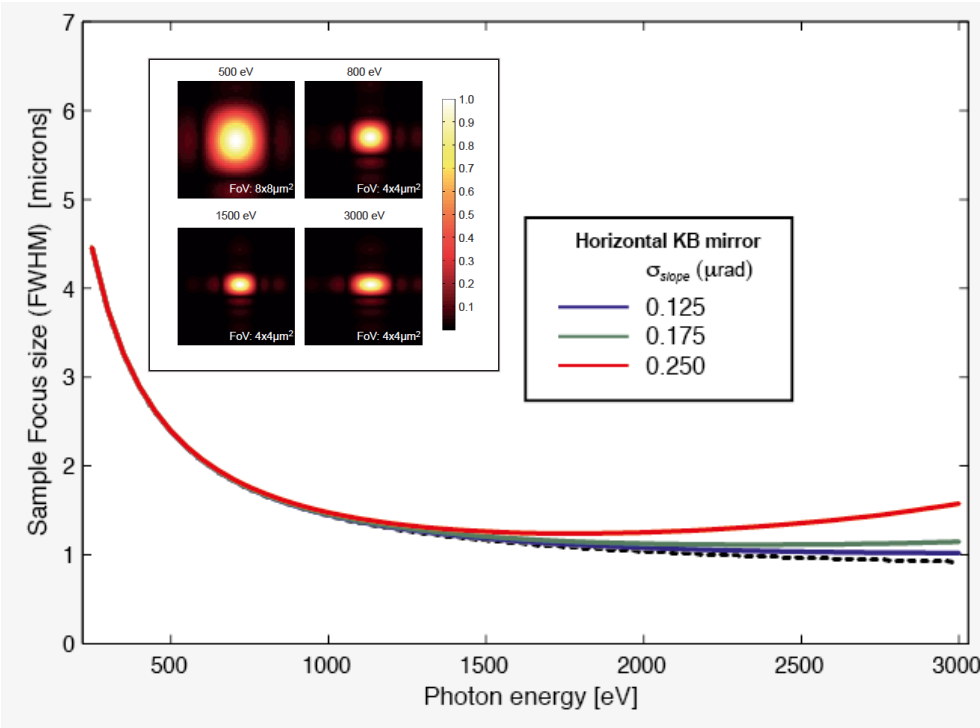 7
6
5
4
3
2
1
0
Sample Focus size (FWHM) [microns]
500 eV
800 eV
FoV: 8x8µm²
FoV: 4x4µm²
1500 eV
3000 eV
FoV: 4x4µm²
FoV: 4x4µm²
1.0
0.9
0.8
0.7
0.6
0.5
0.4
0.3
0.2
0.1
Horizontal KB mirror
σslope (µrad)
0.125
0.175
0.250
500
1000
1500
2000
2500
3000
Photon energy [eV]